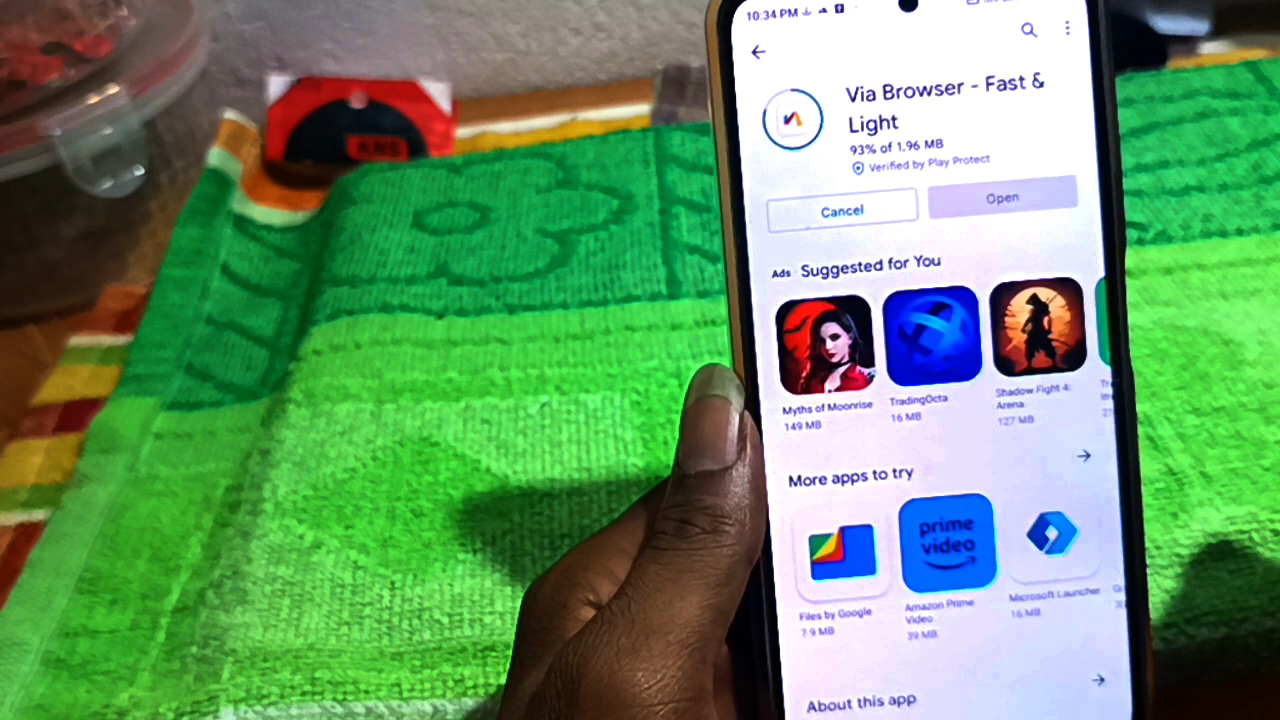 10:34 PM
Via Browser - Fast &
Light
93% of 1.96 MB
Verified by Play Protect
Cancel
Open
Ads
Suggested for You
Myths of Moonrise
149 MB
TradingOcta
16 MB
Shadow Fight 4:
Arena
127 MB
More apps to try
prime
video
Files by Google
7.9 MB
Amazon Prime
Video
39 MB
Microsoft Launcher
16 MB
About this app